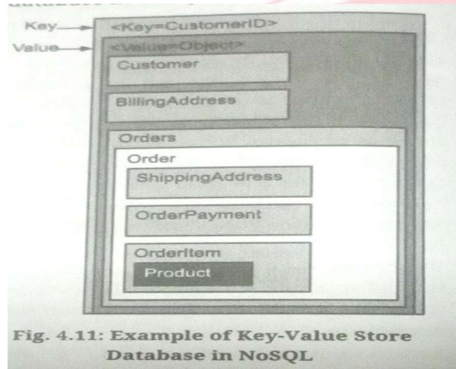 Key
<Key=CustomerID>
Value
<Value=Object>
Customer
BillingAddress
Orders
Order
ShippingAddress
OrderPayment
OrderItem
Product
Fig. 4.11: Example of Key-Value Store
Database in NoSQL